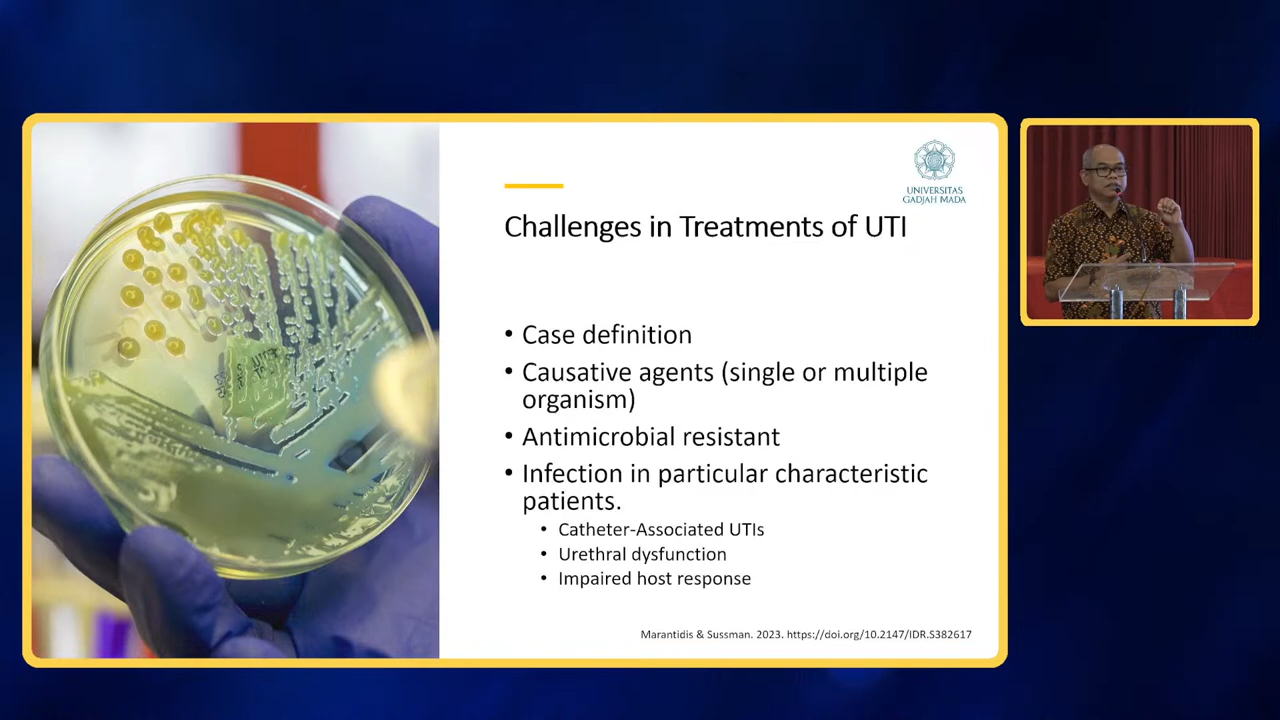 UNIVERSITAS
GADJAH MADA
Challenges in Treatments of UTI
• Case definition
• Causative agents (single or multiple
organism)
• Antimicrobial resistant
• Infection in particular characteristic
patients.
• Catheter-Associated UTIs
• Urethral dysfunction
• Impaired host response
Marantidis & Sussman. 2023. https://doi.org/10.2147/IDR.S382617